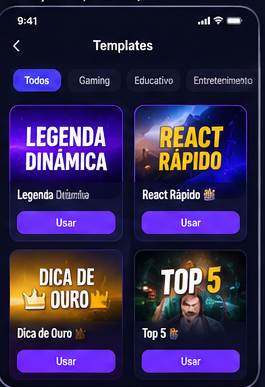 9:41
Templates
Todos Gaming Educativo Entretenimento
LEGENDA
DINÁMICA
REACT
RÁPIDO
Legenda
React Rápido
Usar
Usar
DICA DE
OURO
TOP 5
Dica de Ouro
Top 5
Usar
Usar